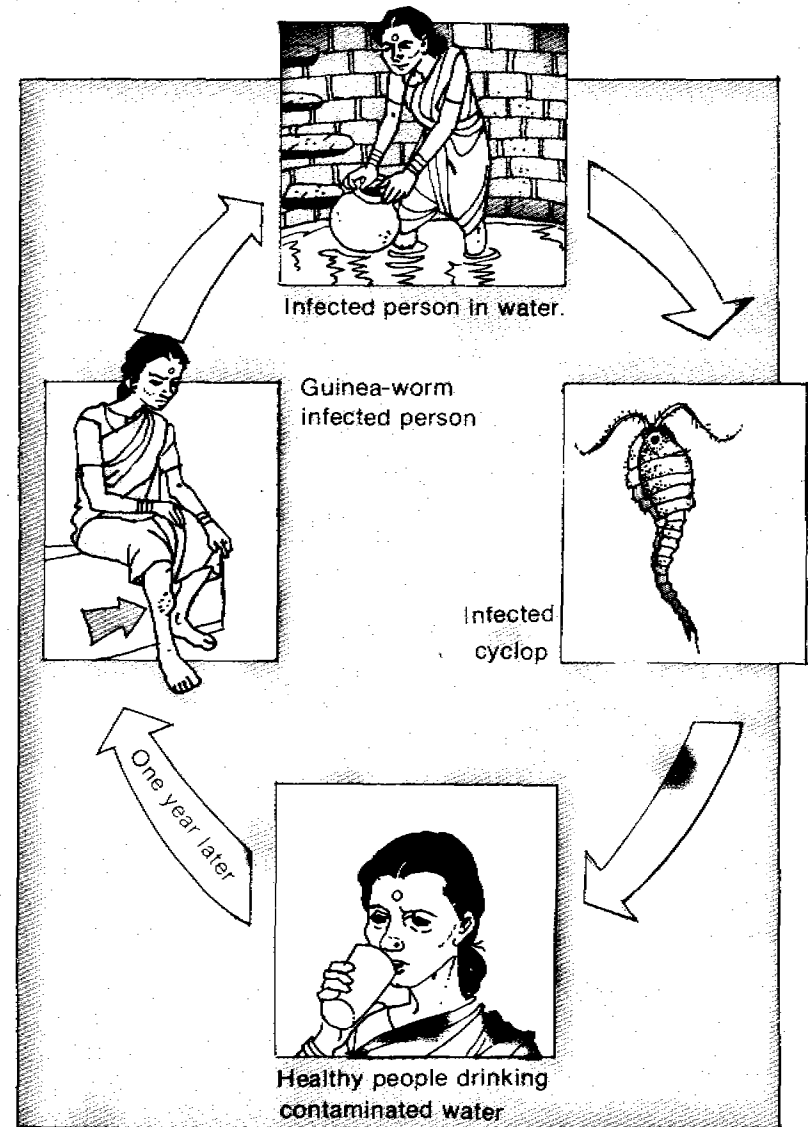 Infected person in water.
Guinea-worm
infected person
Infected
cyclop
One year later
Healthy people drinking
contaminated water